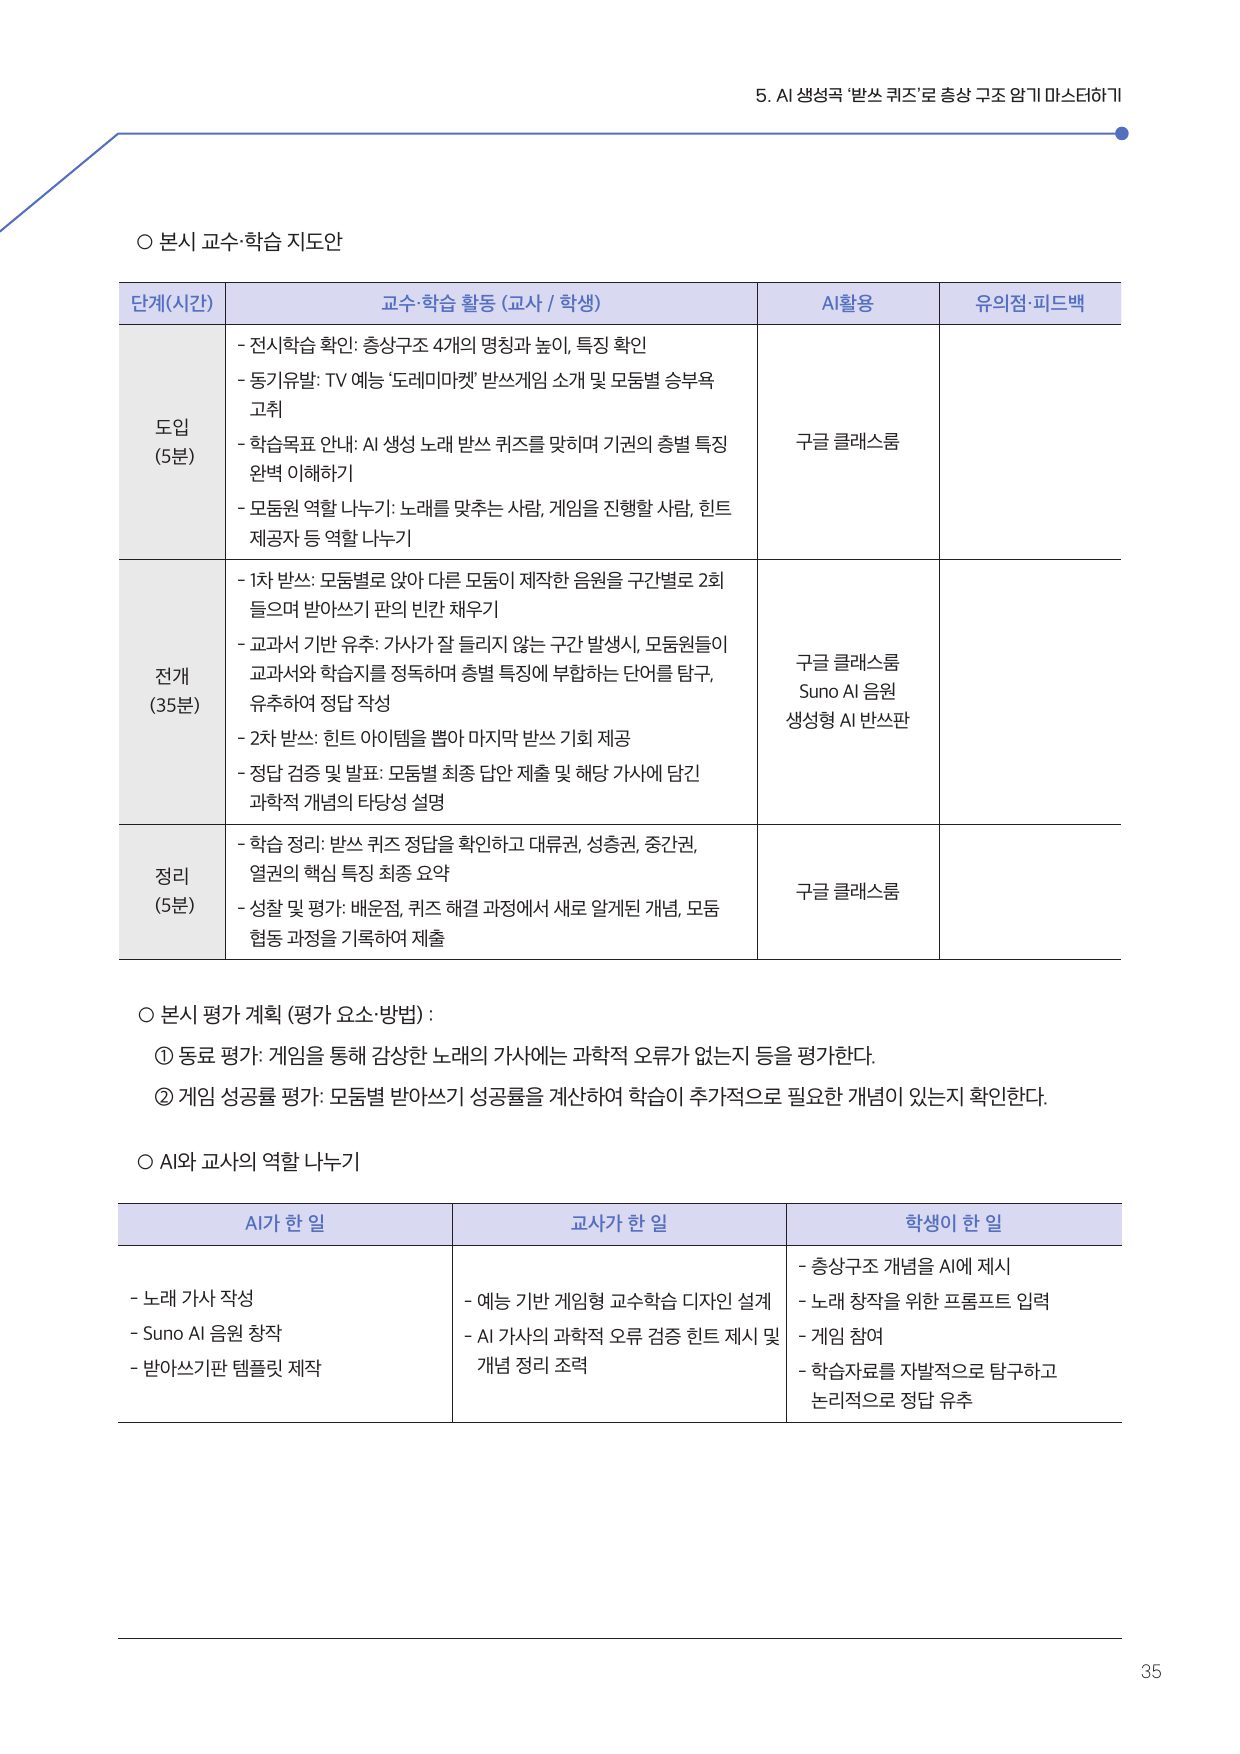 5. AI 생성곡 ‘받쓰 퀴즈’로 층상 구조 암기 마스터하기
○ 본시 교수·학습 지도안
단계(시간) 교수·학습 활동 (교사 / 학생) AI활용 유의점·피드백
도입
(5분)
- 전시학습 확인: 층상구조 4개의 명칭과 높이, 특징 확인
- 동기유발: TV 예능 ‘도레미마켓’ 받쓰게임 소개 및 모둠별 승부욕
고취
- 학습목표 안내: AI 생성 노래 받쓰 퀴즈를 맞히며 기권의 층별 특징
완벽 이해하기
- 모둠원 역할 나누기: 노래를 맞추는 사람, 게임을 진행할 사람, 힌트
제공자 등 역할 나누기
구글 클래스룸
전개
(35분)
- 1차 받쓰: 모둠별로 앉아 다른 모둠이 제작한 음원을 구간별로 2회
들으며 받아쓰기 판의 빈칸 채우기
- 교과서 기반 유추: 가사가 잘 들리지 않는 구간 발생시, 모둠원들이
교과서와 학습지를 정독하며 층별 특징에 부합하는 단어를 탐구,
유추하여 정답 작성
- 2차 받쓰: 힌트 아이템을 뽑아 마지막 받쓰 기회 제공
- 정답 검증 및 발표: 모둠별 최종 답안 제출 및 해당 가사에 담긴
과학적 개념의 타당성 설명
구글 클래스룸
Suno AI 음원
생성형 AI 반쓰판
정리
(5분)
- 학습 정리: 받쓰 퀴즈 정답을 확인하고 대류권, 성층권, 중간권,
열권의 핵심 특징 최종 요약
- 성찰 및 평가: 배운점, 퀴즈 해결 과정에서 새로 알게된 개념, 모둠
협동 과정을 기록하여 제출
구글 클래스룸
○ 본시 평가 계획 (평가 요소·방법) :
① 동료 평가: 게임을 통해 감상한 노래의 가사에는 과학적 오류가 없는지 등을 평가한다.
② 게임 성공률 평가: 모둠별 받아쓰기 성공률을 계산하여 학습이 추가적으로 필요한 개념이 있는지 확인한다.
○ AI와 교사의 역할 나누기
AI가 한 일 교사가 한 일 학생이 한 일
- 노래 가사 작성
- Suno AI 음원 창작
- 받아쓰기판 템플릿 제작
- 예능 기반 게임형 교수학습 디자인 설계
- AI 가사의 과학적 오류 검증 힌트 제시 및
개념 정리 조력
- 층상구조 개념을 AI에 제시
- 노래 창작을 위한 프롬프트 입력
- 게임 참여
- 학습자료를 자발적으로 탐구하고
논리적으로 정답 유추
35